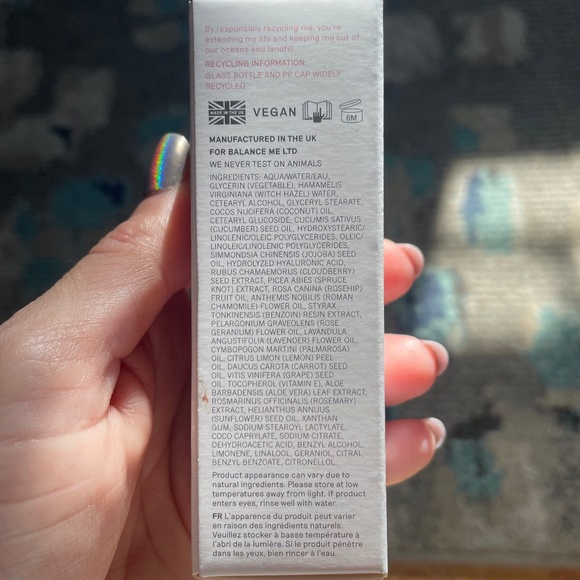 By responsibly recycling me, you're
extending my life and keeping me out of
our oceans and landfill
RECYCLING INFORMATION:
GLASS BOTTLE AND PP CAP WIDELY
RECYCLED
MADE IN THE UK VEGAN 6M
MANUFACTURED IN THE UK
FOR BALANCE ME LTD
WE NEVER TEST ON ANIMALS
INGREDIENTS: AQUA/WATER/EAU,
GLYCERIN (VEGETABLE), HAMAMELIS
VIRGINIANA (WITCH HAZEL) WATER,
CETEARYL ALCOHOL, GLYCERYL STEARATE,
COCOS NUCIFERA (COCONUT) OIL,
CETEARYL GLUCOSIDE, CUCUMIS SATIVUS
(CUCUMBER) SEED OIL, HYDROXYSTEARIC/
LINOLENIC/OLEIC POLYGLYCERIDES, OLEIC/
LINOLEIC/LINOLENIC POLYGLYCERIDES,
SIMMONDSIA CHINENSIS (JOJOBA) SEED
OIL, HYDROLYZED HYALURONIC ACID,
RUBUS CHAMAEMORUS (CLOUDBERRY)
SEED EXTRACT, PICEA ABIES (SPRUCE
KNOT) EXTRACT, ROSA CANINA (ROSEHIP)
FRUIT OIL, ANTHEMIS NOBILIS (ROMAN
CHAMOMILE) FLOWER OIL, STYRAX
TONKINENSIS (BENZOIN) RESIN EXTRACT,
PELARGONIUM GRAVEOLENS (ROSE
GERANIUM) FLOWER OIL, LAVANDULA
ANGUSTIFOLIA (LAVENDER) FLOWER OIL,
CYMBOPOGON MARTINI (PALMAROSA)
OIL, CITRUS LIMON (LEMON) PEEL
OIL, DAUCUS CAROTA (CARROT) SEED
OIL, VITIS VINIFERA (GRAPE) SEED
OIL, TOCOPHEROL (VITAMIN E), ALOE
BARBADENSIS (ALOE VERA) LEAF EXTRACT,
ROSMARINUS OFFICINALIS (ROSEMARY)
EXTRACT, HELIANTHUS ANNUUS
(SUNFLOWER) SEED OIL, XANTHAN
GUM, SODIUM STEAROYL LACTYLATE,
COCO CAPRYLATE, SODIUM CITRATE,
DEHYDROACETIC ACID, BENZYL ALCOHOL,
LIMONENE, LINALOOL, GERANIOL, CITRAL,
BENZYL BENZOATE, CITRONELLOL.
Product appearance can vary due to
natural ingredients. Please store at low
temperatures away from light. If product
enters eyes, rinse well with water.
FR L'apparence du produit peut varier
en raison des ingrédients naturels.
Veuillez stocker à basse température à
l'abri de la lumière. Si le produit pénètre
dans les yeux, bien rincer à l'eau.